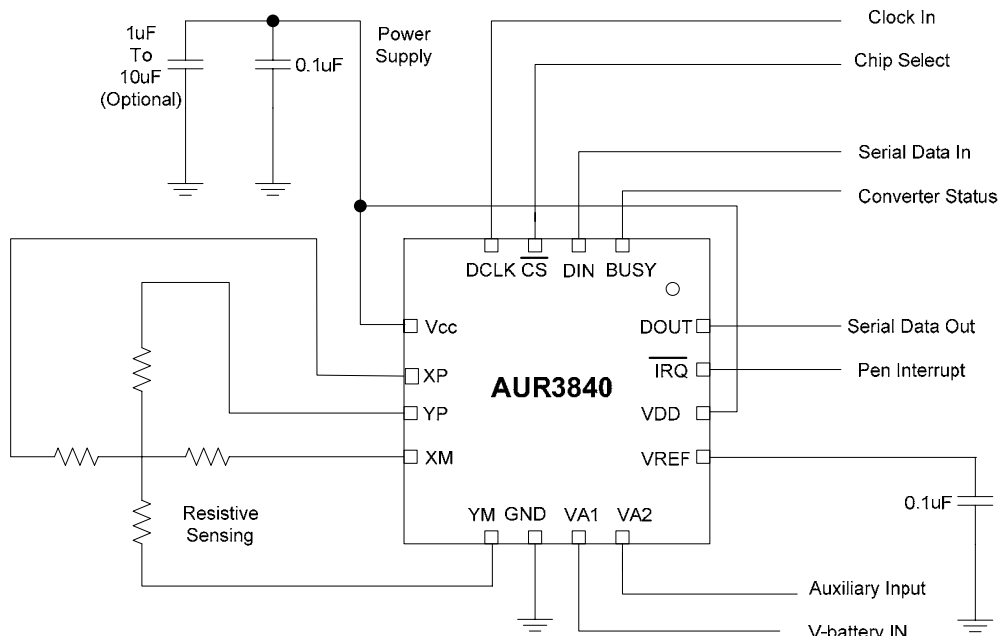 Clock In
1uF
To
10uF
(Optional)
0.1uF
Power
Supply
Chip Select
Serial Data In
Converter Status
DCLK CS DIN BUSY
Vcc
DOUT
Serial Data Out
XP
IRQ
Pen Interrupt
AUR3840
YP
VDD
XM
VREF
0.1uF
Resistive
Sensing
YM GND VA1 VA2
Auxiliary Input
V-battery IN